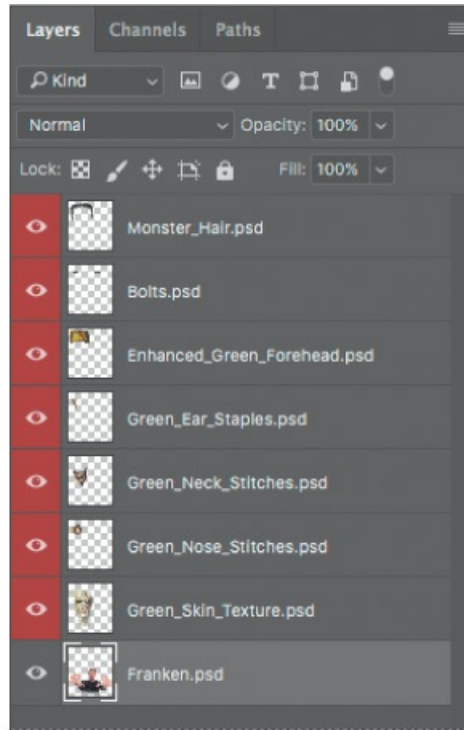 Layers Channels Paths
Kind
Normal Opacity: 100%
Lock: Fill: 100%
Monster_Hair.psd
Bolts.psd
Enhanced_Green_Forehead.psd
Green_Ear_Staples.psd
Green_Neck_Stitches.psd
Green_Nose_Stitches.psd
Green_Skin_Texture.psd
Franken.psd